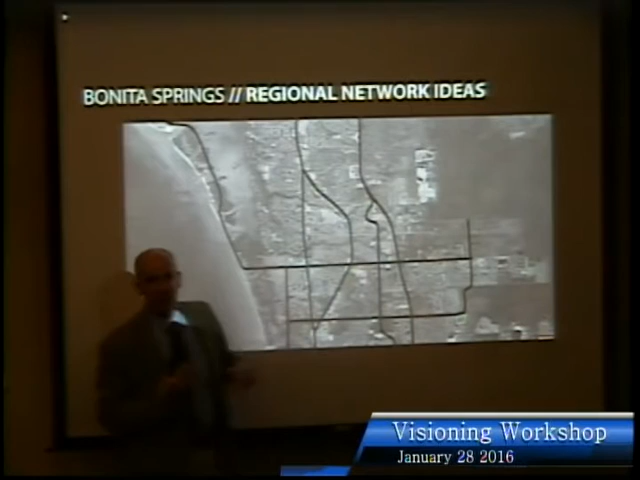 BONITA SPRINGS // REGIONAL NETWORK IDEAS
Visioning Workshop
January 28 2016